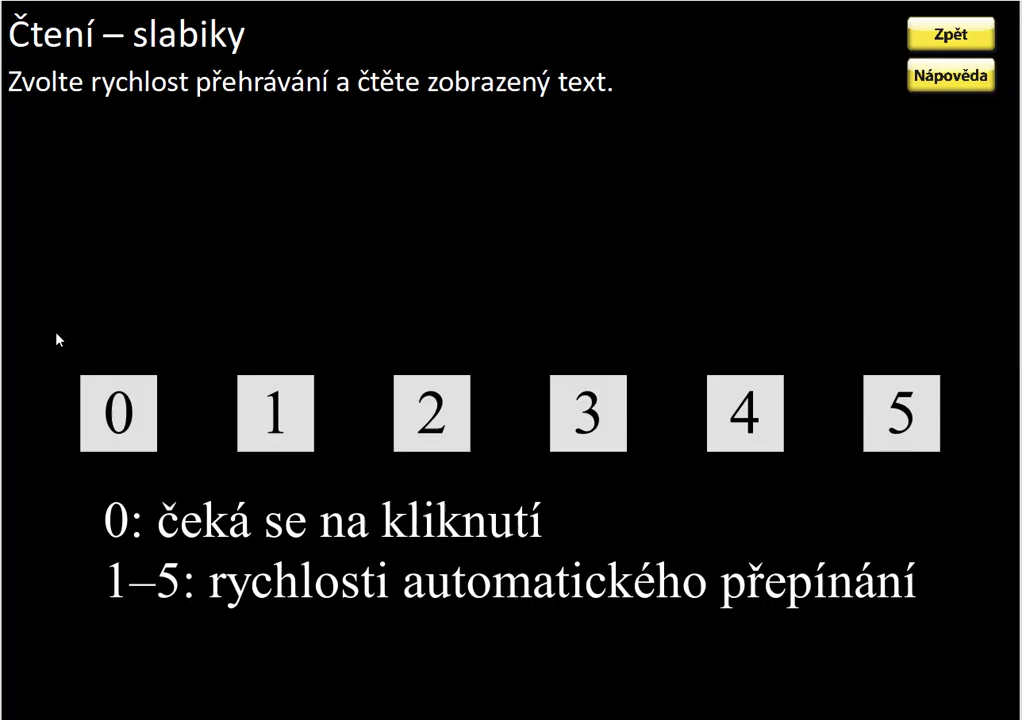 Čtení – slabiky
Zpět
Zvolte rychlost přehrávání a čtěte zobrazený text.
Nápověda
0 1 2 3 4 5
0: čeká se na kliknutí
1–5: rychlosti automatického přepínání